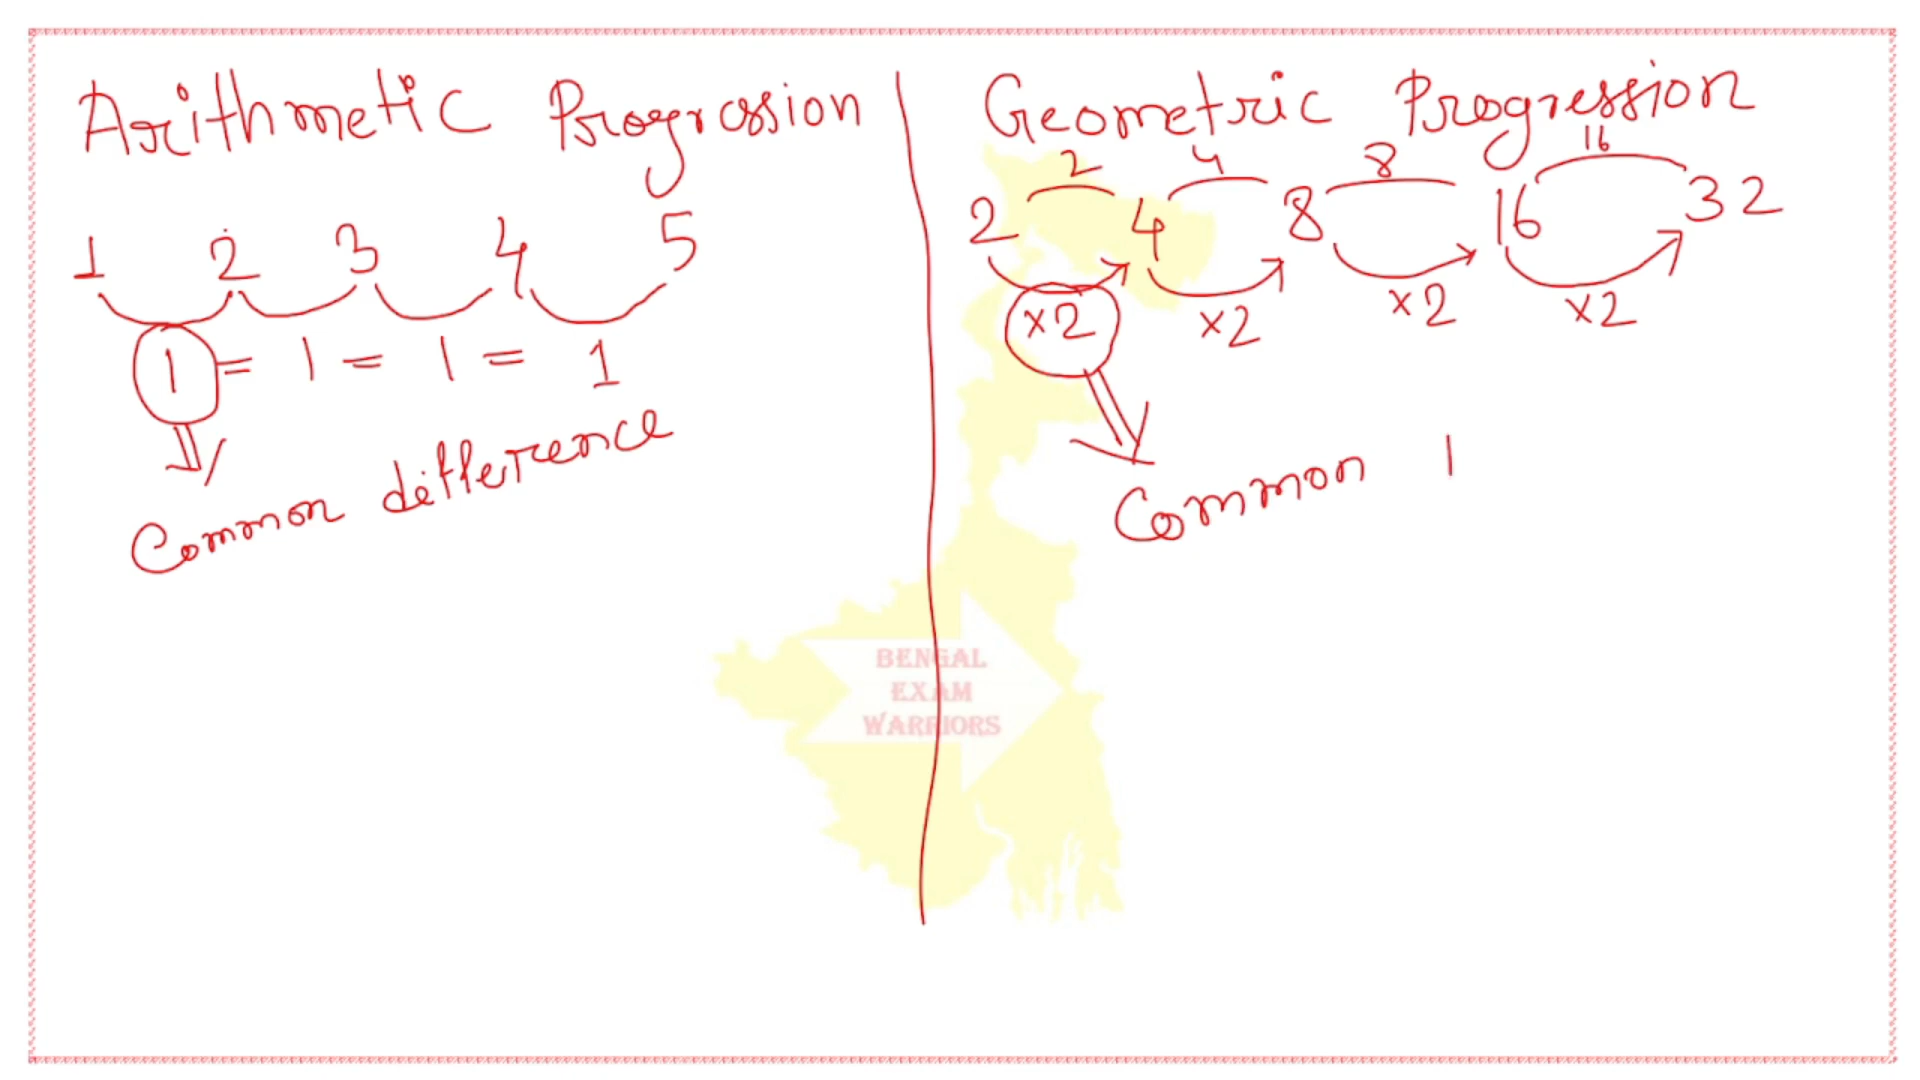 Arithmetic Progression
1 2 3 4 5
1 = 1 = 1 = 1
Common difference
Geometric Progression
2 4 8 16
2 4 8 16 32
×2 ×2 ×2 ×2
Common
BENGAL
EXAM
WARRIORS